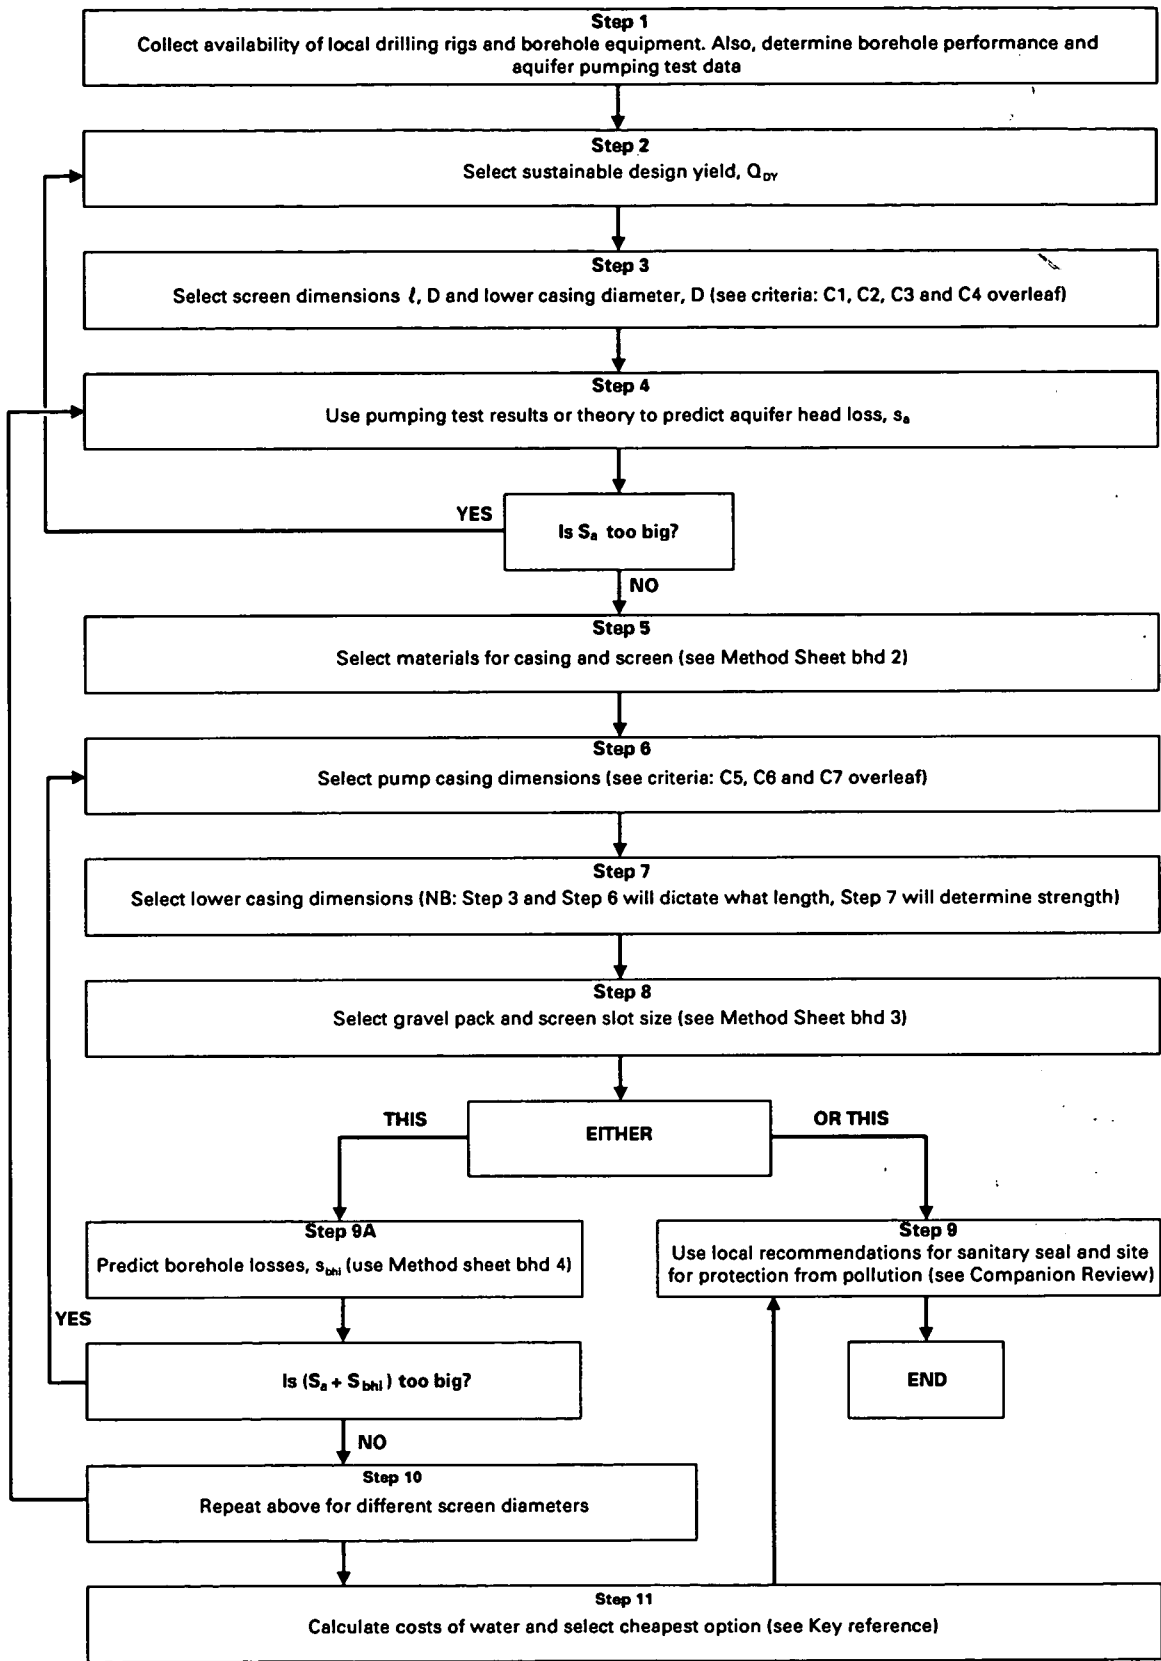 Step 1
Collect availability of local drilling rigs and borehole equipment. Also, determine borehole performance and
aquifer pumping test data
Step 2
Select sustainable design yield, Q_DY
Step 3
Select screen dimensions ℓ, D and lower casing diameter, D (see criteria: C1, C2, C3 and C4 overleaf)
Step 4
Use pumping test results or theory to predict aquifer head loss, s_a
YES
Is S_a too big?
NO
Step 5
Select materials for casing and screen (see Method Sheet bhd 2)
Step 6
Select pump casing dimensions (see criteria: C5, C6 and C7 overleaf)
Step 7
Select lower casing dimensions (NB: Step 3 and Step 6 will dictate what length, Step 7 will determine strength)
Step 8
Select gravel pack and screen slot size (see Method Sheet bhd 3)
THIS
EITHER
OR THIS
Step 9A
Predict borehole losses, s_bhl (use Method sheet bhd 4)
Step 9
Use local recommendations for sanitary seal and site
for protection from pollution (see Companion Review)
YES
Is (S_a + S_bhl) too big?
END
NO
Step 10
Repeat above for different screen diameters
Step 11
Calculate costs of water and select cheapest option (see Key reference)